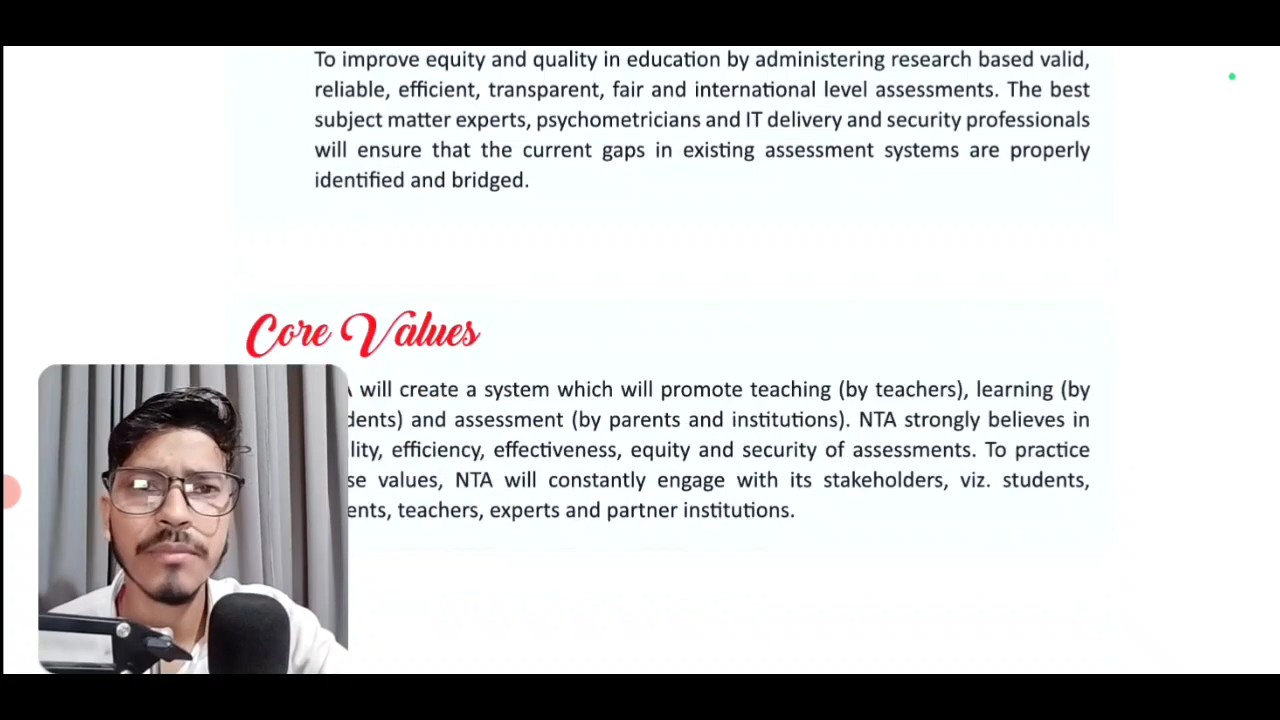 To improve equity and quality in education by administering research based valid,
reliable, efficient, transparent, fair and international level assessments. The best
subject matter experts, psychometricians and IT delivery and security professionals
will ensure that the current gaps in existing assessment systems are properly
identified and bridged.
Core Values
will create a system which will promote teaching (by teachers), learning (by
and assessment (by parents and institutions). NTA strongly believes in
efficiency, effectiveness, equity and security of assessments. To practice
values, NTA will constantly engage with its stakeholders, viz. students,
teachers, experts and partner institutions.